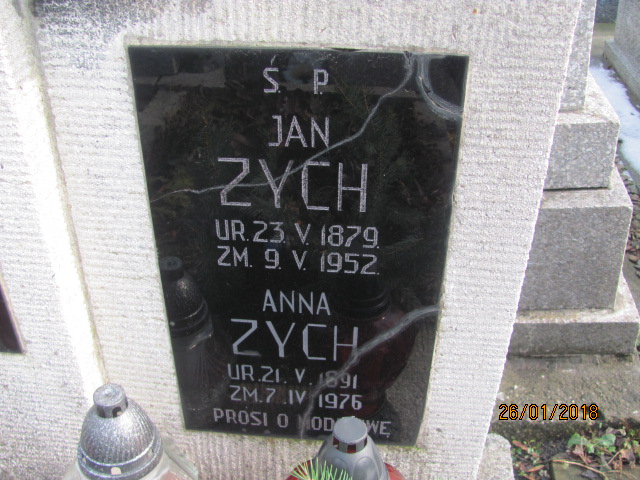 Ś P.
JAN
ZYCH
UR. 23. V. 1879.
ZM. 9. V. 1952.
ANNA
ZYCH
UR. 21. V. 1891
ZM. 7. IV 1976
PROSI O
26/01/2018